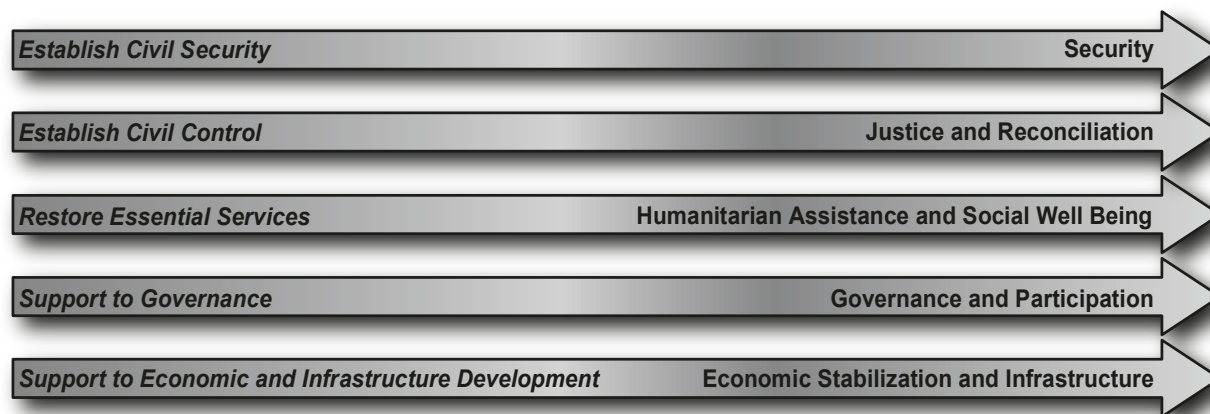 Establish Civil Security Security
Establish Civil Control Justice and Reconciliation
Restore Essential Services Humanitarian Assistance and Social Well Being
Support to Governance Governance and Participation
Support to Economic and Infrastructure Development Economic Stabilization and Infrastructure